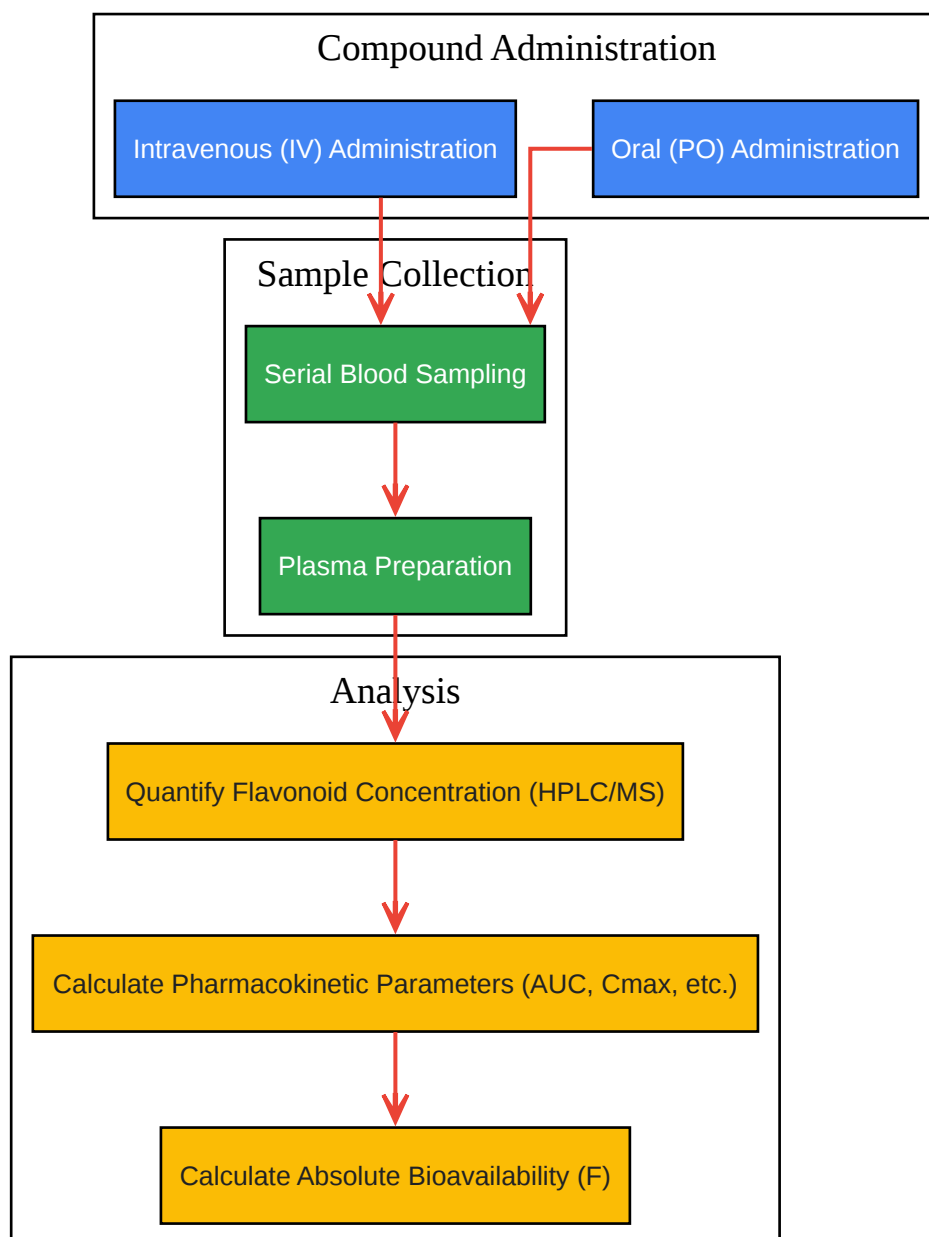 Compound Administration
Intravenous (IV) Administration
Oral (PO) Administration
Sample Collection
Serial Blood Sampling
Plasma Preparation
Analysis
Quantify Flavonoid Concentration (HPLC/MS)
Calculate Pharmacokinetic Parameters (AUC, Cmax, etc.)
Calculate Absolute Bioavailability (F)